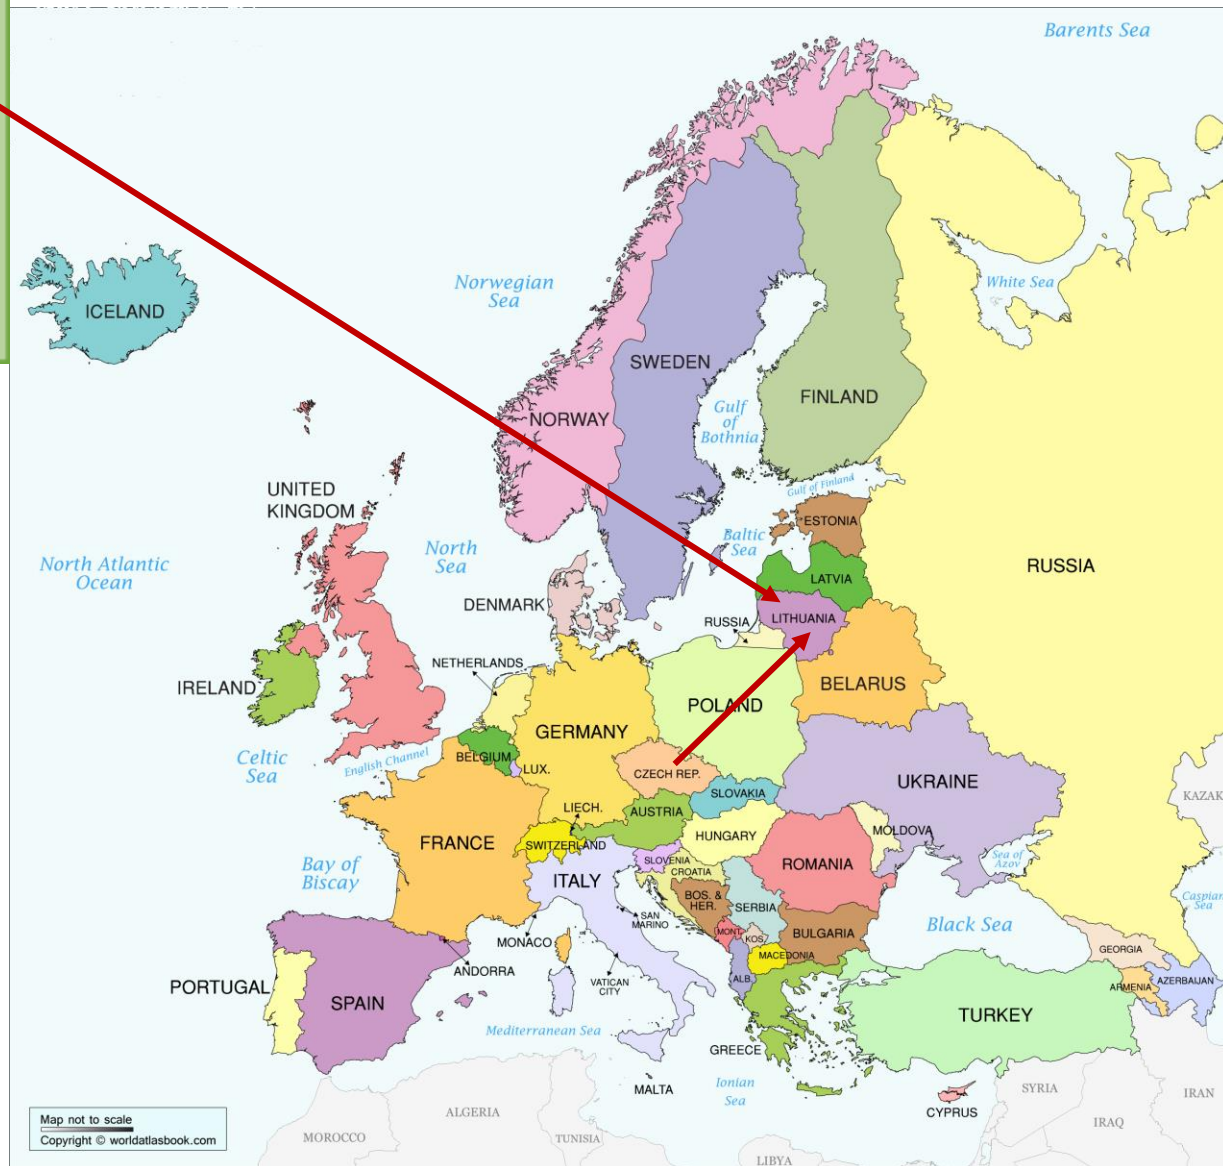 Barents Sea
Norwegian
Sea
White Sea
ICELAND
SWEDEN
FINLAND
NORWAY
Gulf
of
Bothnia
UNITED
KINGDOM
Gulf of Finland
ESTONIA
Baltic
Sea
North
Sea
North Atlantic
Ocean
RUSSIA
LATVIA
DENMARK
LITHUANIA
RUSSIA
NETHERLANDS
IRELAND
BELARUS
POLAND
GERMANY
Celtic
Sea
English Channel
BELGIUM
LUX.
CZECH REP.
UKRAINE
SLOVAKIA
KAZAK
LIECH.
AUSTRIA
FRANCE
SWITZERLAND
HUNGARY
MOLDOVA
Bay of
Biscay
SLOVENIA
CROATIA
ROMANIA
Sea of
Azov
ITALY
BOS. &
HER.
SERBIA
Caspian
Sea
SAN
MARINO
Black Sea
MONACO
MONT.
KOS.
BULGARIA
GEORGIA
ANDORRA
MACEDONIA
PORTUGAL
SPAIN
VATICAN
CITY
ALB.
ARMENIA
AZERBAIJAN
TURKEY
Mediterranean Sea
GREECE
MALTA
Ionian
Sea
CYPRUS
SYRIA
IRAN
Map not to scale
Copyright © worldatlasbook.com
ALGERIA
MOROCCO
TUNISIA
IRAQ
LIBYA